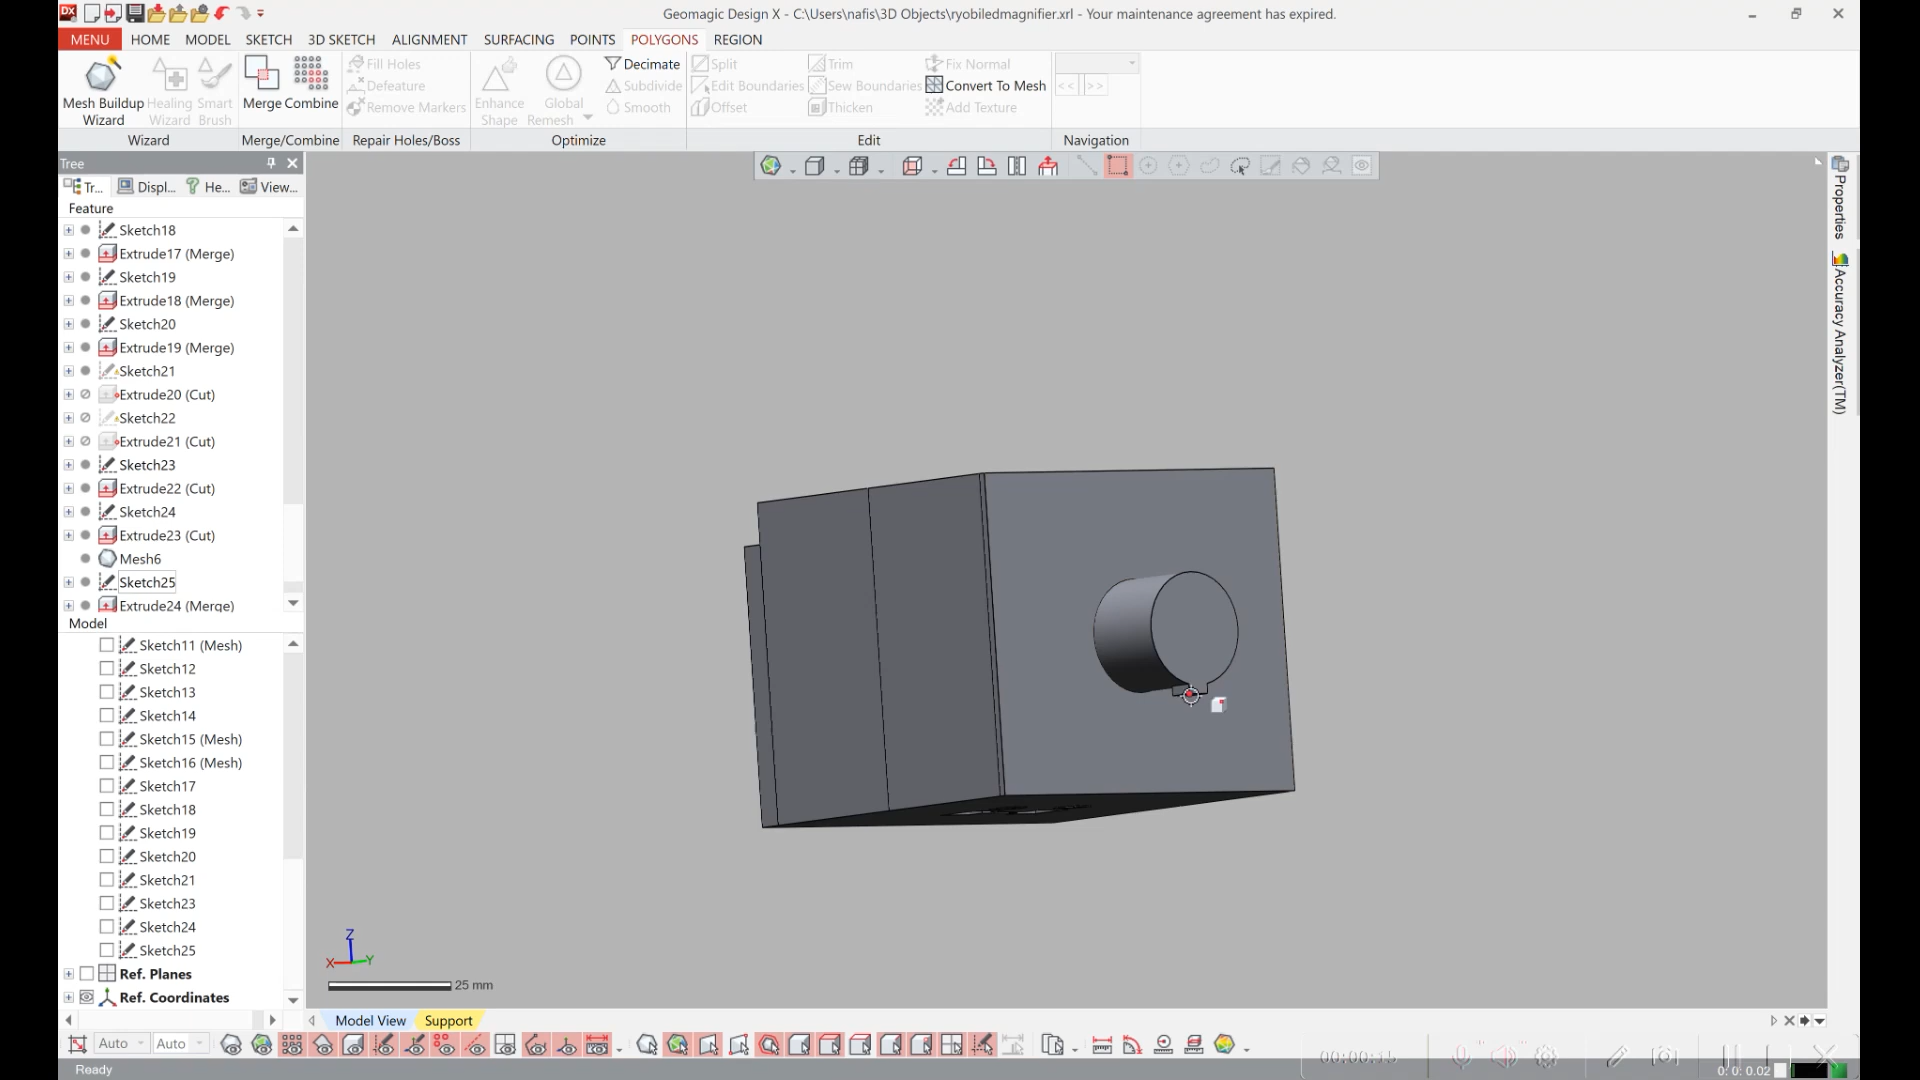 Geomagic Design X - C:\Users\nafis\3D Objects\ryobiledmagnifier.xrl - Your maintenance agreement has expired.
MENU HOME MODEL SKETCH 3D SKETCH ALIGNMENT SURFACING POINTS POLYGONS REGION
Mesh Buildup Wizard
Healing Wizard
Smart Brush
Merge Combine
Fill Holes
Defeature
Remove Markers
Enhance Shape
Global Remesh
Decimate
Subdivide
Smooth
Split
Edit Boundaries
Offset
Trim
Sew Boundaries
Thicken
Fix Normal
Convert To Mesh
Add Texture
<< >>
Wizard Merge/Combine Repair Holes/Boss Optimize Edit Navigation
Tree
Tr... Displ... He... View...
Feature
Sketch18
Extrude17 (Merge)
Sketch19
Extrude18 (Merge)
Sketch20
Extrude19 (Merge)
Sketch21
Extrude20 (Cut)
Sketch22
Extrude21 (Cut)
Sketch23
Extrude22 (Cut)
Sketch24
Extrude23 (Cut)
Mesh6
Sketch25
Extrude24 (Merge)
Model
Sketch11 (Mesh)
Sketch12
Sketch13
Sketch14
Sketch15 (Mesh)
Sketch16 (Mesh)
Sketch17
Sketch18
Sketch19
Sketch20
Sketch21
Sketch23
Sketch24
Sketch25
Ref. Planes
Ref. Coordinates
Properties
Accuracy Analyzer(TM)
Z
X Y
25 mm
Model View Support
Auto Auto
Ready
0: 0: 0.02